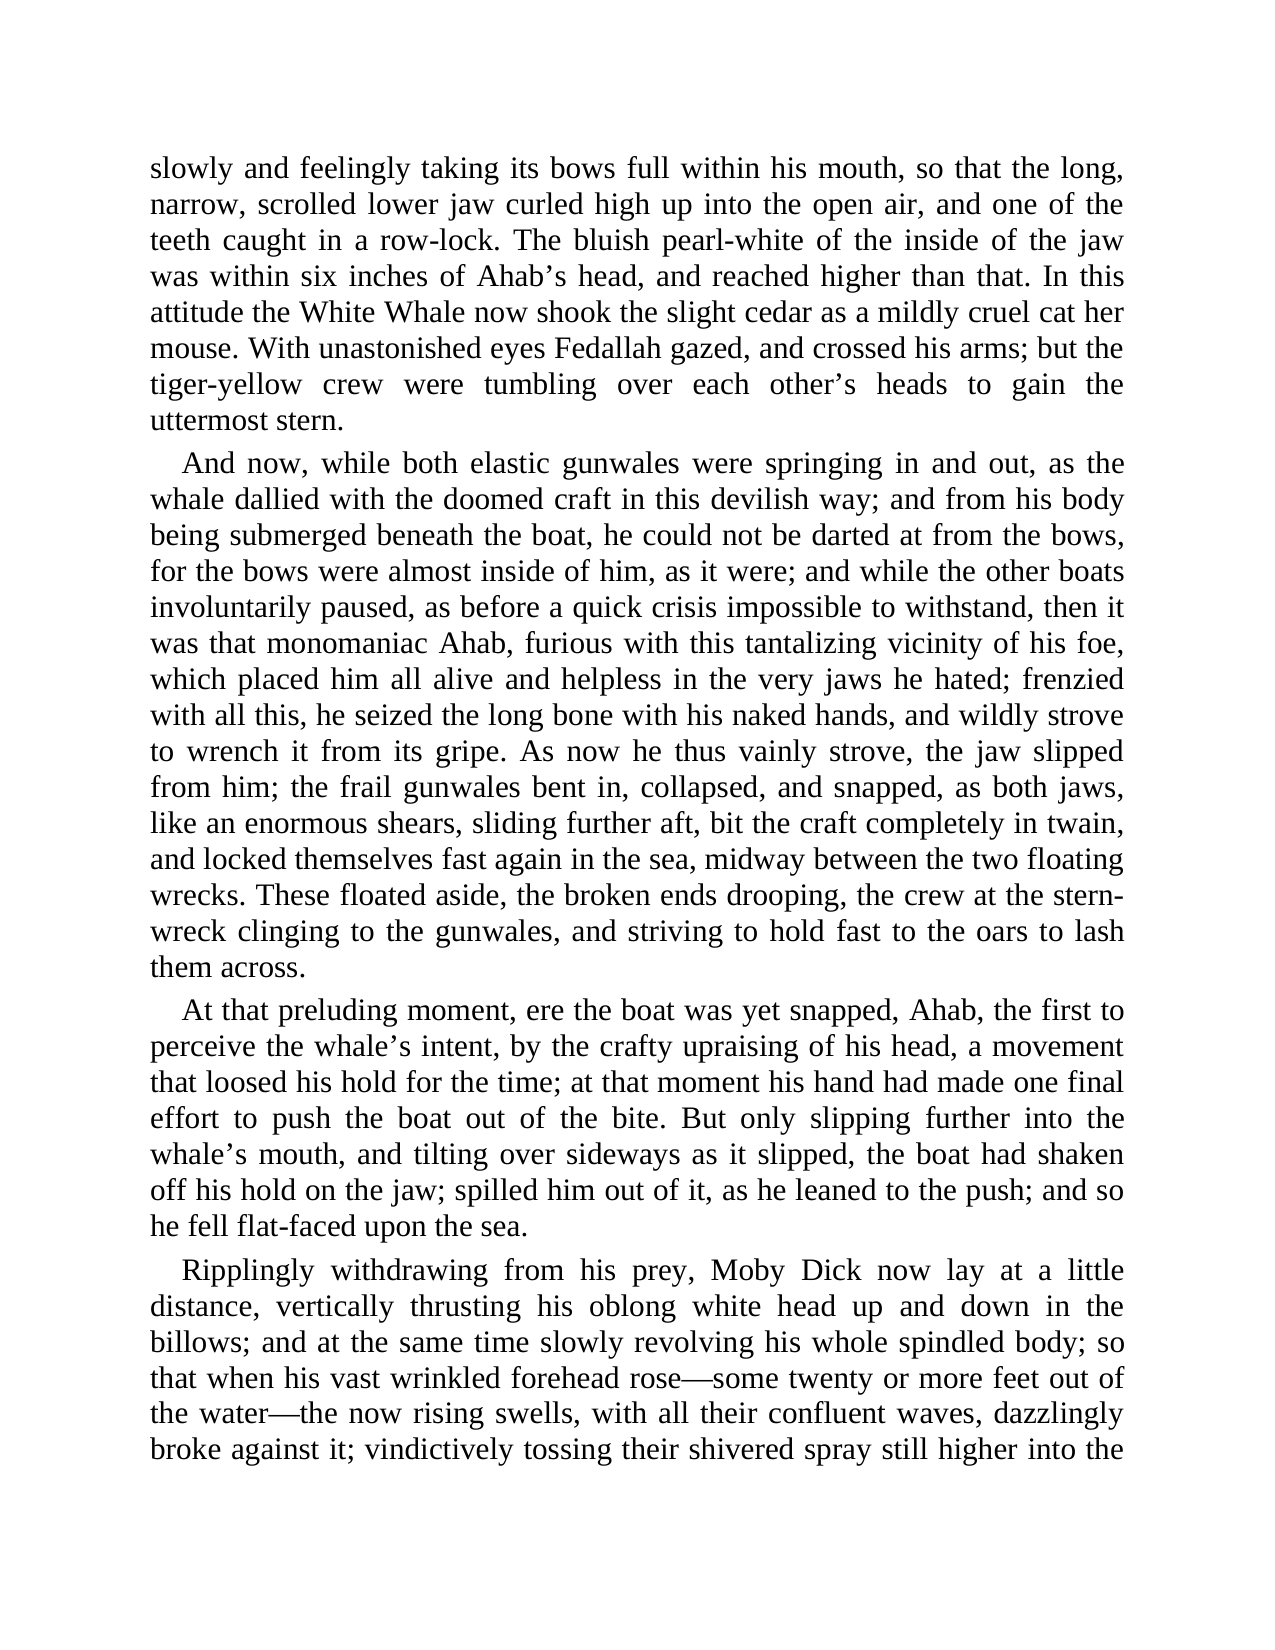 slowly and feelingly taking its bows full within his mouth, so that the long,
narrow, scrolled lower jaw curled high up into the open air, and one of the
teeth caught in a row-lock. The bluish pearl-white of the inside of the jaw
was within six inches of Ahab’s head, and reached higher than that. In this
attitude the White Whale now shook the slight cedar as a mildly cruel cat her
mouse. With unastonished eyes Fedallah gazed, and crossed his arms; but the
tiger-yellow crew were tumbling over each other’s heads to gain the
uttermost stern.
And now, while both elastic gunwales were springing in and out, as the
whale dallied with the doomed craft in this devilish way; and from his body
being submerged beneath the boat, he could not be darted at from the bows,
for the bows were almost inside of him, as it were; and while the other boats
involuntarily paused, as before a quick crisis impossible to withstand, then it
was that monomaniac Ahab, furious with this tantalizing vicinity of his foe,
which placed him all alive and helpless in the very jaws he hated; frenzied
with all this, he seized the long bone with his naked hands, and wildly strove
to wrench it from its gripe. As now he thus vainly strove, the jaw slipped
from him; the frail gunwales bent in, collapsed, and snapped, as both jaws,
like an enormous shears, sliding further aft, bit the craft completely in twain,
and locked themselves fast again in the sea, midway between the two floating
wrecks. These floated aside, the broken ends drooping, the crew at the stern-
wreck clinging to the gunwales, and striving to hold fast to the oars to lash
them across.
At that preluding moment, ere the boat was yet snapped, Ahab, the first to
perceive the whale’s intent, by the crafty upraising of his head, a movement
that loosed his hold for the time; at that moment his hand had made one final
effort to push the boat out of the bite. But only slipping further into the
whale’s mouth, and tilting over sideways as it slipped, the boat had shaken
off his hold on the jaw; spilled him out of it, as he leaned to the push; and so
he fell flat-faced upon the sea.
Ripplingly withdrawing from his prey, Moby Dick now lay at a little
distance, vertically thrusting his oblong white head up and down in the
billows; and at the same time slowly revolving his whole spindled body; so
that when his vast wrinkled forehead rose—some twenty or more feet out of
the water—the now rising swells, with all their confluent waves, dazzlingly
broke against it; vindictively tossing their shivered spray still higher into the